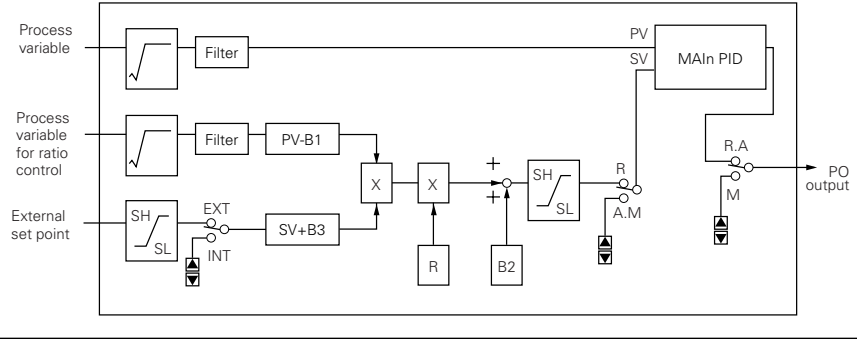 Process
variable
Filter
PV
SV
MAIn PID
Process
variable
for ratio
control
Filter
PV-B1
X
X
+
+
SH
SL
R
A.M
R.A
M
PO
output
External
set point
SH
SL
EXT
INT
SV+B3
R
B2